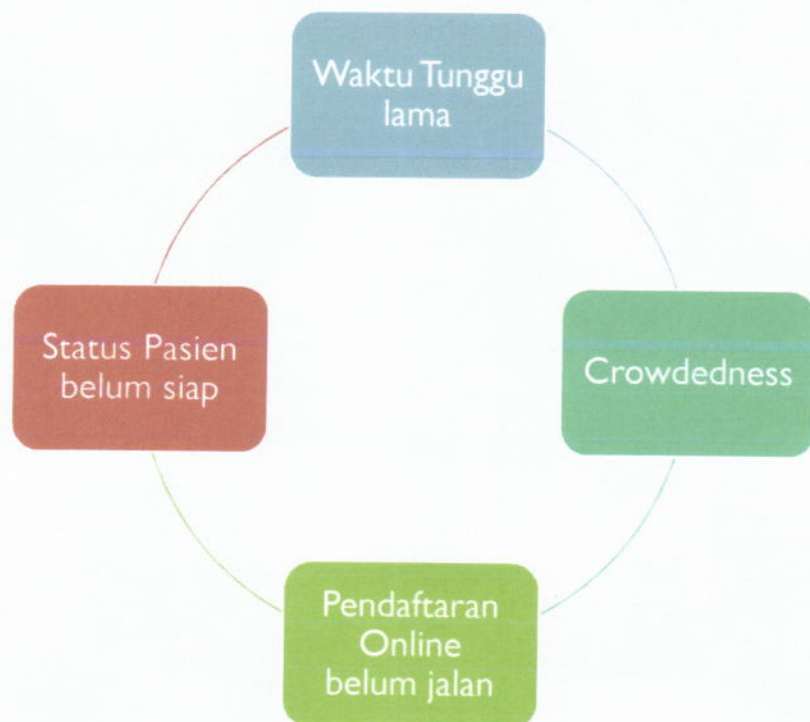 Waktu Tunggu
lama
Crowdedness
Pendaftaran
Online
belum jalan
Status Pasien
belum siap